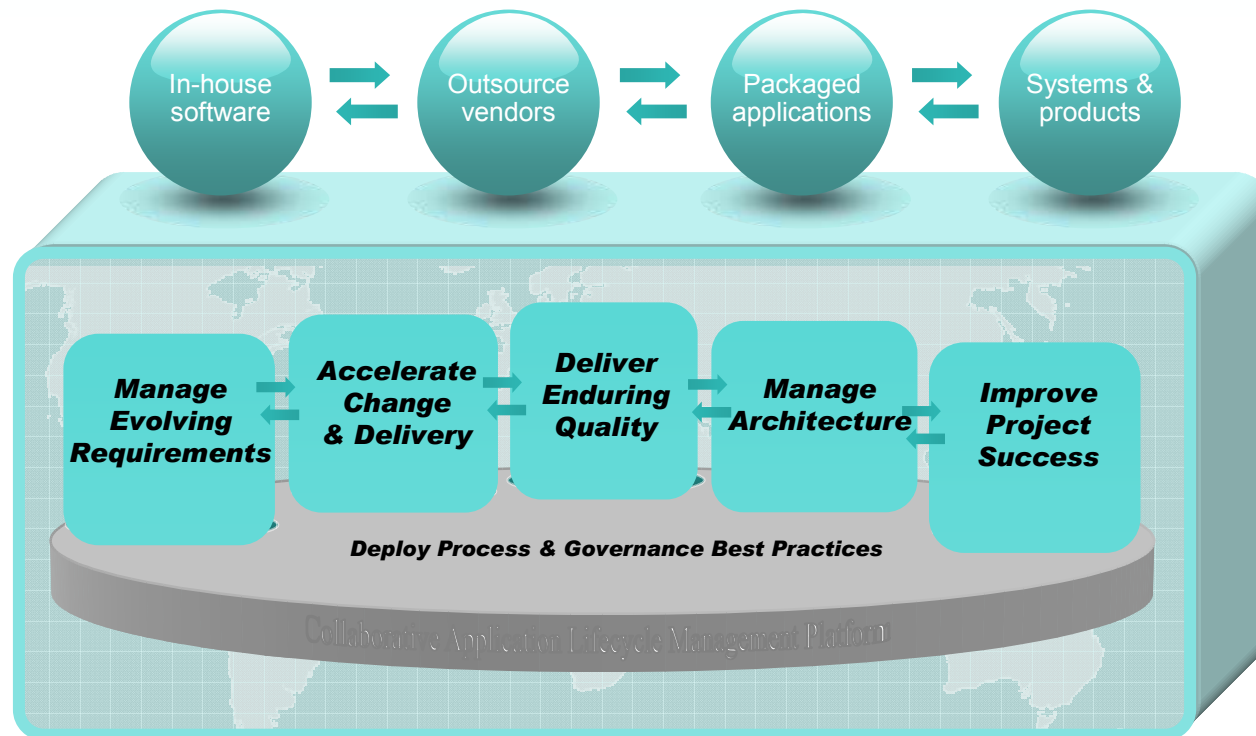 In-house
software
Outsource
vendors
Packaged
applications
Systems &
products
Manage
Evolving
Requirements
Accelerate
Change
& Delivery
Deliver
Enduring
Quality
Manage
Architecture
Improve
Project
Success
Deploy Process & Governance Best Practices
Collaborative Application Lifecycle Management Platform